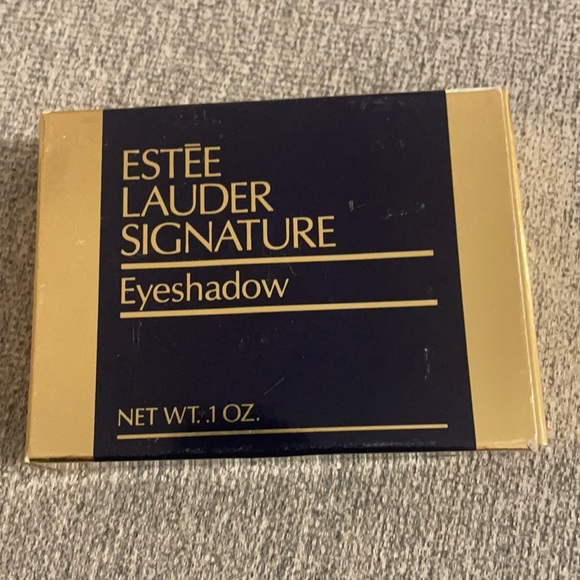 ESTĒE
LAUDER
SIGNATURE
Eyeshadow
NET WT. .1 OZ.